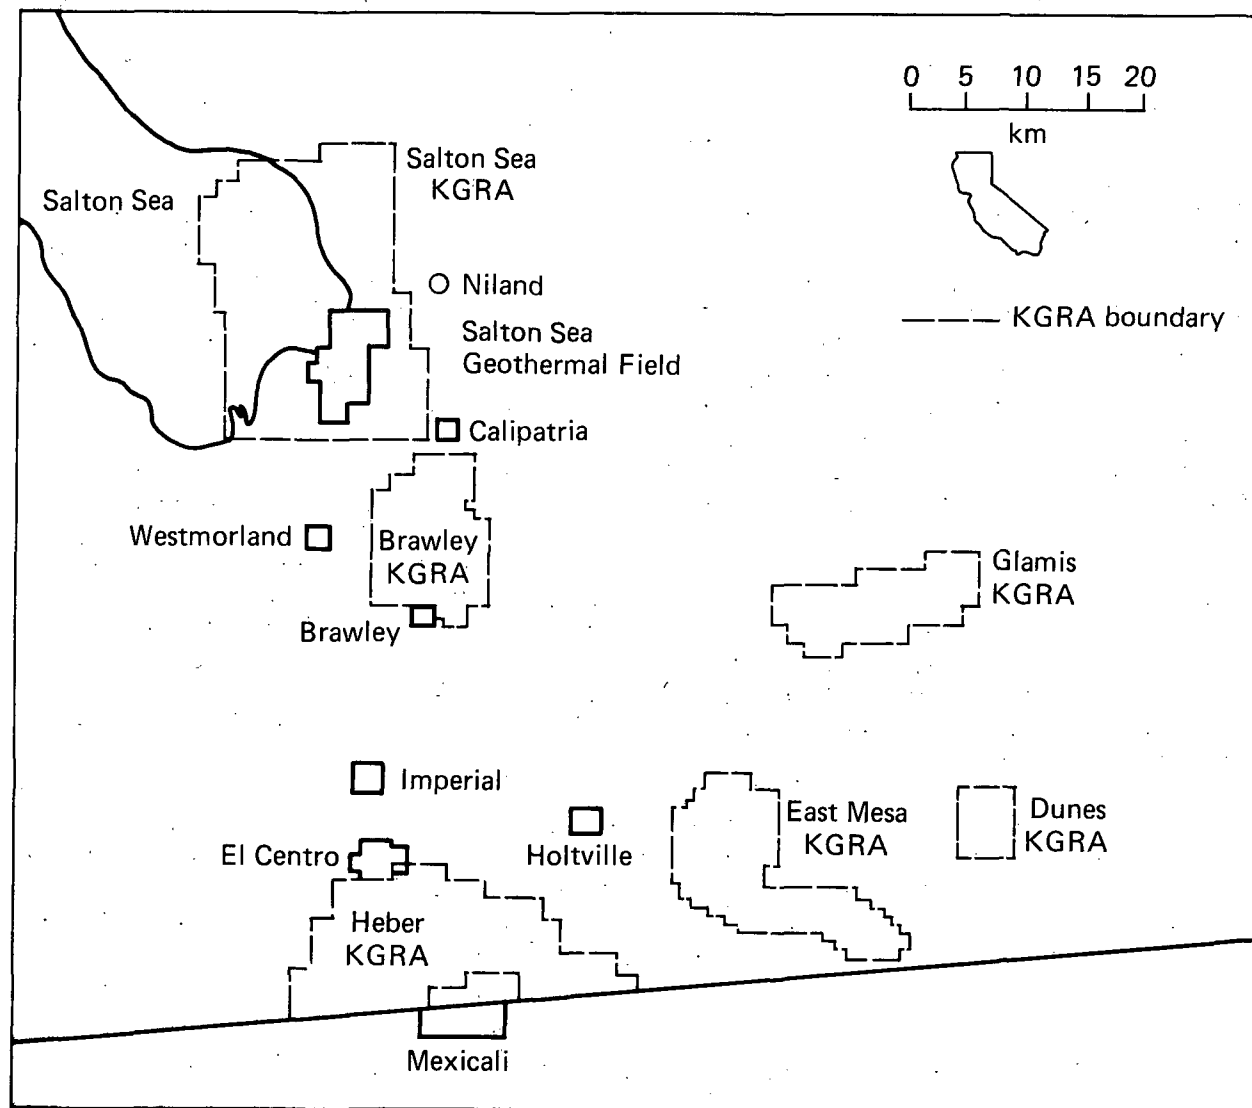 0 5 10 15 20
km
Salton Sea
KGRA
Salton Sea
Niland
KGRA boundary
Salton Sea
Geothermal Field
Calipatria
Westmorland
Brawley
KGRA
Glamis
KGRA
Brawley
Imperial
East Mesa
KGRA
Dunes
KGRA
El Centro
Holtville
Heber
KGRA
Mexicali